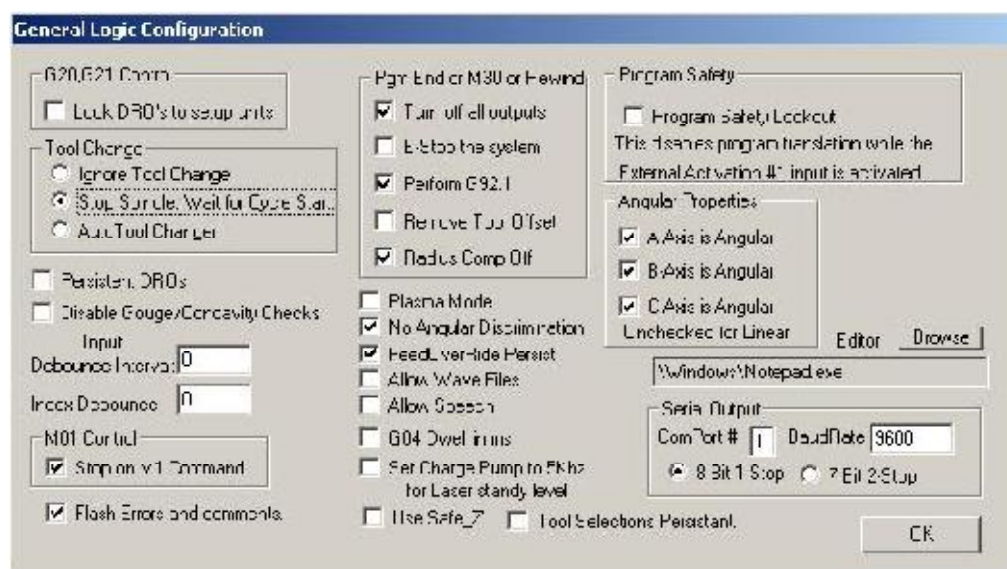 General Logic Configuration
G20,G21 Control
Lock DRO's to setup units
Tool Change
Ignore Tool Change
Stop Spindle. Wait for Cycle Start.
Auto Tool Changer
Persistent DROs
Disable Gouge/Concavity Checks
Input
Debounce Interval: 0
Index Debounce 0
M01 Control
Stop on M1 Command
Flash Errors and comments.
Pgm End or M30 or Rewind
Turn off all outputs
E-Stop the system
Perform G92.1
Remove Tool Offset
Radius Comp Off
Plasma Mode
No Angular Discrimination
FeedOverRide Persist
Allow Wave Files
Allow Speech
G04 Dwell in ms
Set Charge Pump to 5Khz
for Laser standy level
Use Safe_Z
Tool Selections Persistant.
Program Safety
Program Safety Lockout
This disables program translation while the
External Activation #1 input is activated.
Angular Properties
A-Axis is Angular
B-Axis is Angular
C-Axis is Angular
Unchecked for Linear
Editor Browse
\Windows\Notepad.exe
Serial Output
ComPort # 1 BaudRate 9600
8-Bit 1-Stop 7-Bit 2-Stop
OK